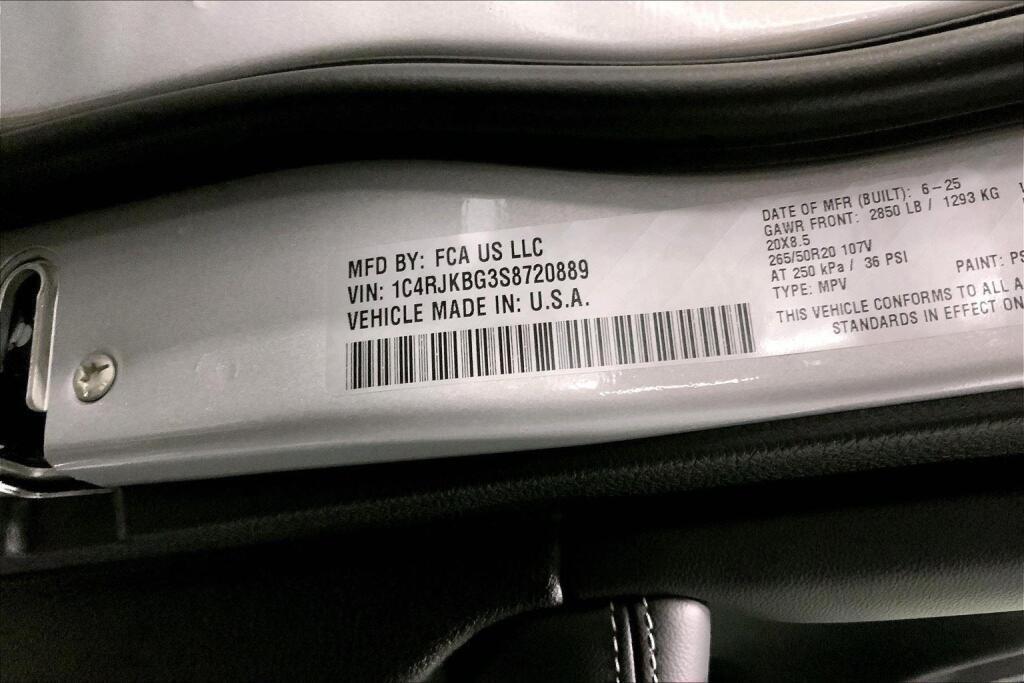 MFD BY: FCA US LLC
VIN: 1C4RJKBG3S8720889
VEHICLE MADE IN: U.S.A.
DATE OF MFR (BUILT): 6-25
GAWR FRONT: 2850 LB / 1293 KG
20X8.5
265/50R20 107V
AT 250 kPa / 36 PSI
TYPE: MPV
PAINT: PS
THIS VEHICLE CONFORMS TO ALL A
STANDARDS IN EFFECT ON